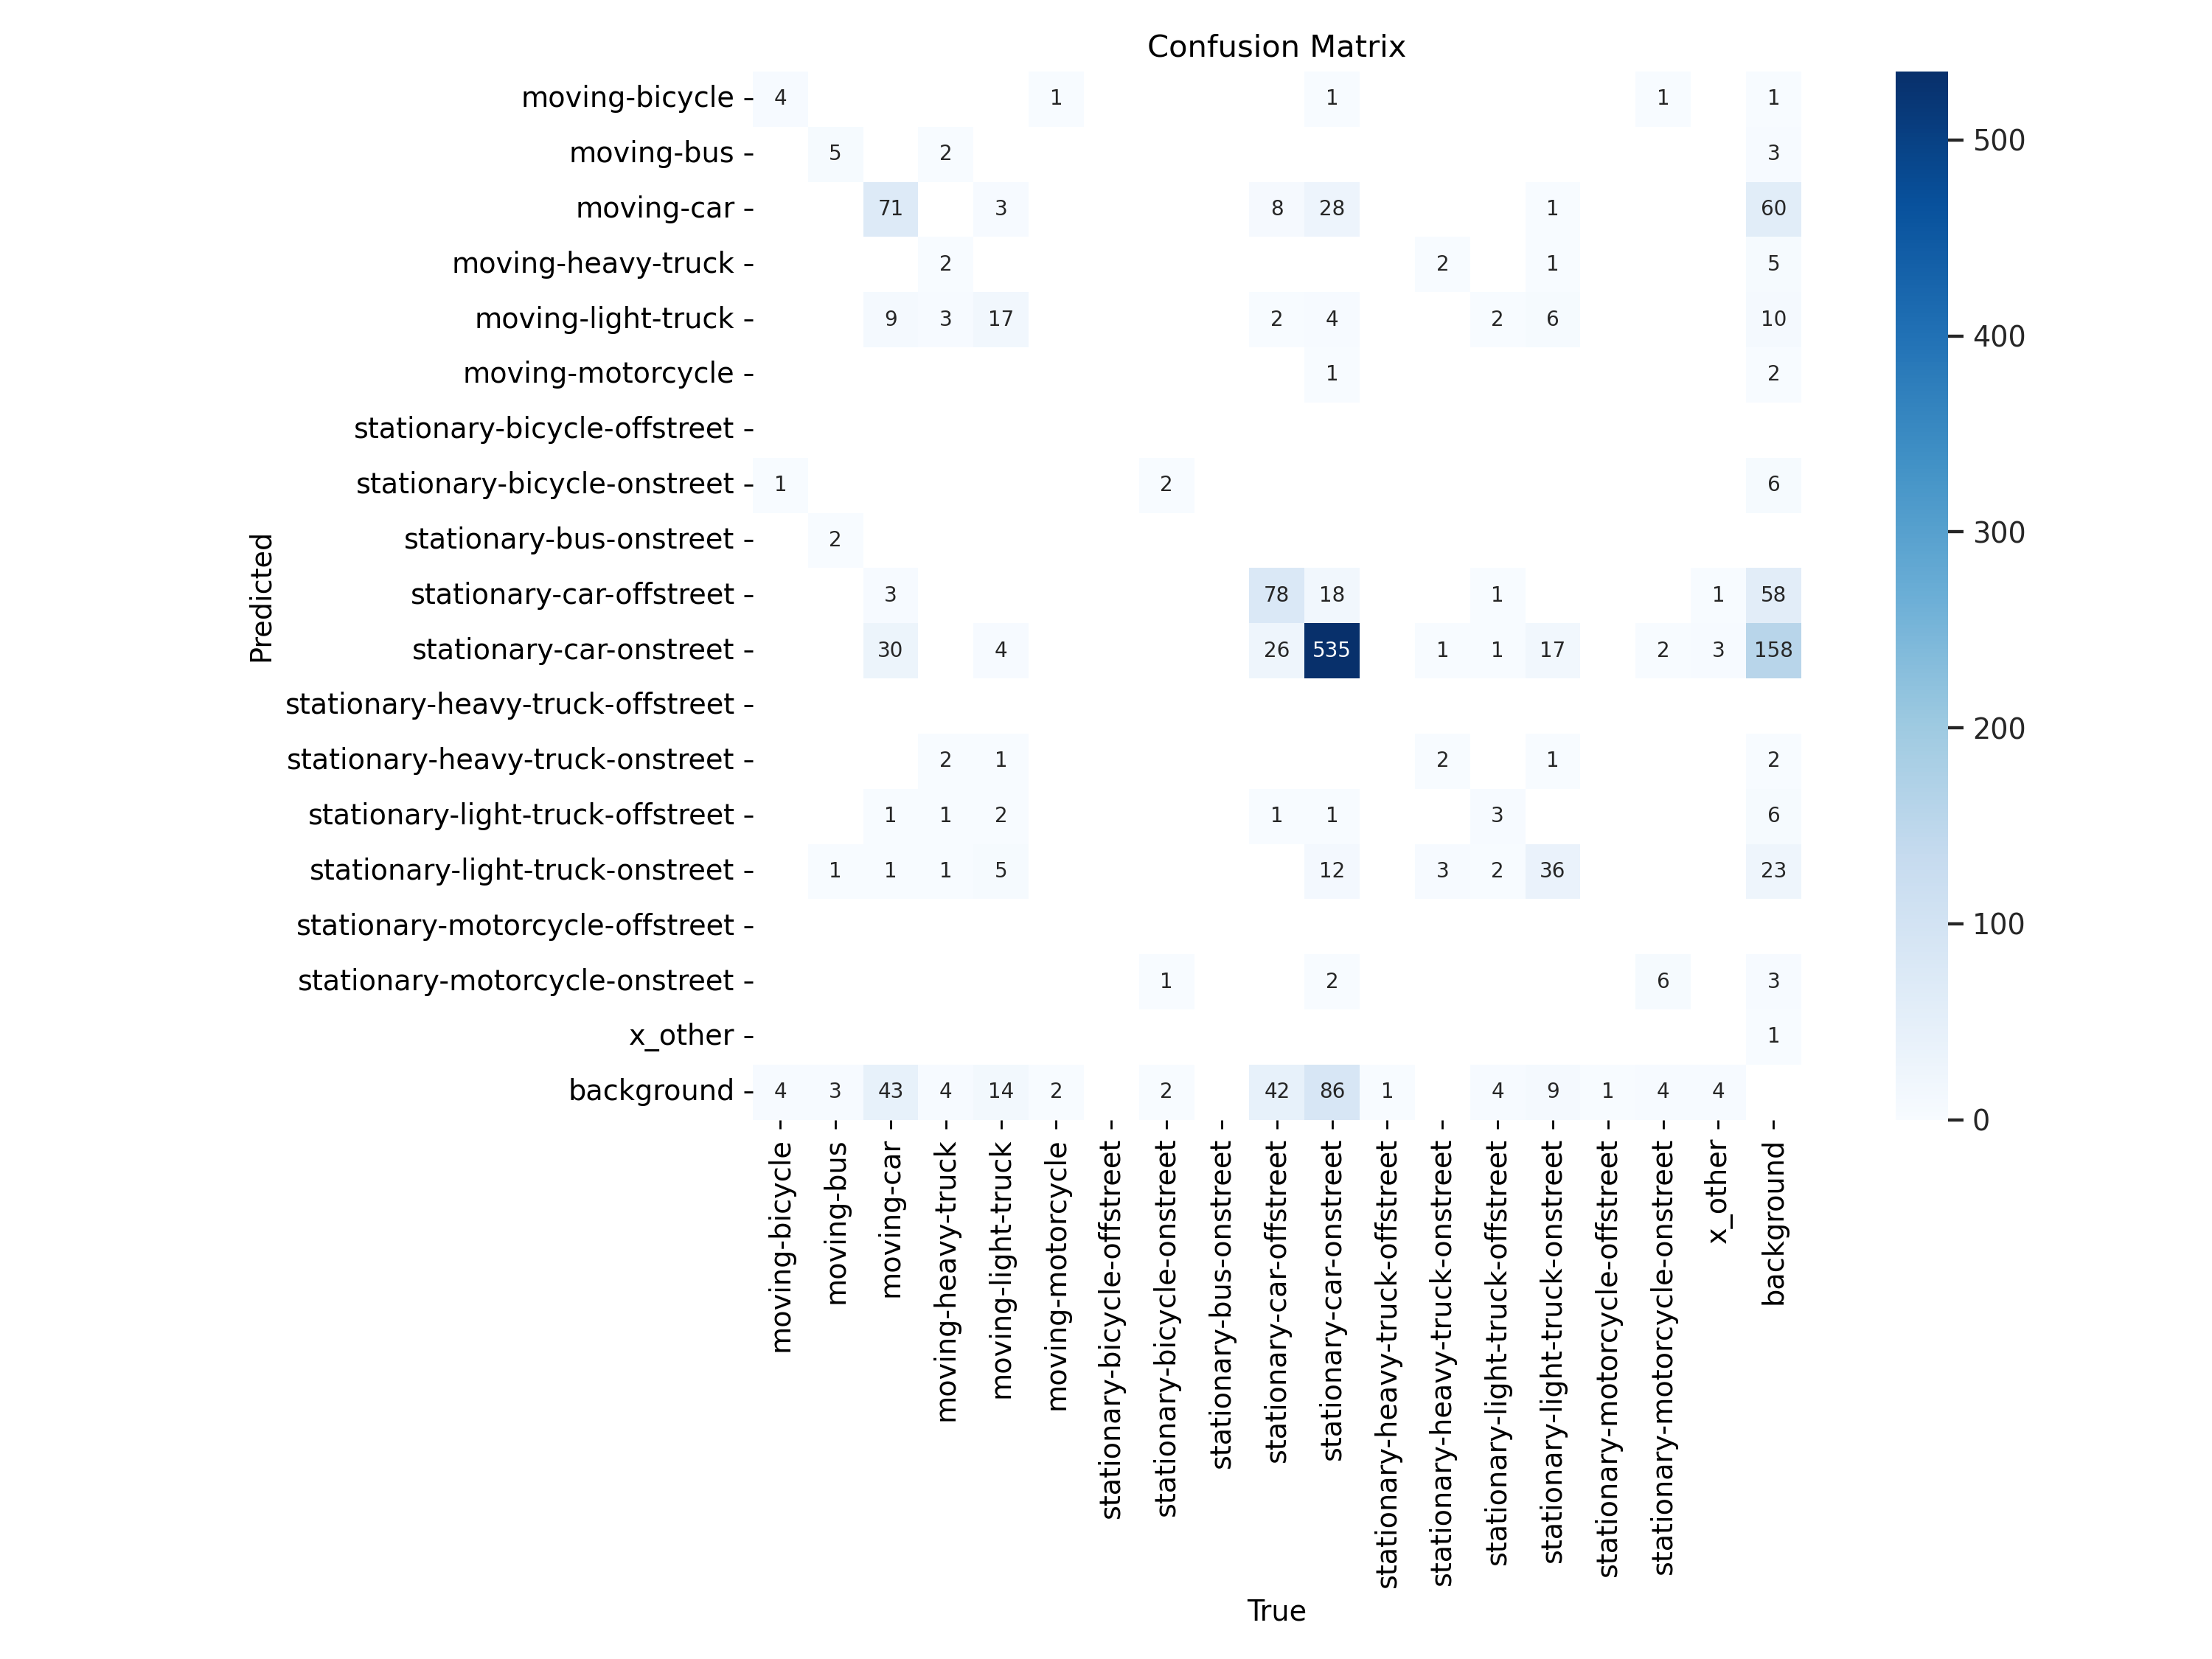 Confusion Matrix
moving-bicycle 4 1 1 1 1
moving-bus 5 2 3
moving-car 71 3 8 28 1 60
moving-heavy-truck 2 2 1 5
moving-light-truck 9 3 17 2 4 2 6 10
moving-motorcycle 1 2
stationary-bicycle-offstreet
stationary-bicycle-onstreet 1 2 6
stationary-bus-onstreet 2
stationary-car-offstreet 3 78 18 1 1 58
stationary-car-onstreet 30 4 26 535 1 1 17 2 3 158
stationary-heavy-truck-offstreet
stationary-heavy-truck-onstreet 2 1 2 1 2
stationary-light-truck-offstreet 1 1 2 1 1 3 6
stationary-light-truck-onstreet 1 1 1 5 12 3 2 36 23
stationary-motorcycle-offstreet
stationary-motorcycle-onstreet 1 2 6 3
x_other 1
background 4 3 43 4 14 2 2 42 86 1 4 9 1 4 4
Predicted
moving-bicycle
moving-bus
moving-car
moving-heavy-truck
moving-light-truck
moving-motorcycle
stationary-bicycle-offstreet
stationary-bicycle-onstreet
stationary-bus-onstreet
stationary-car-offstreet
stationary-car-onstreet
stationary-heavy-truck-offstreet
stationary-heavy-truck-onstreet
stationary-light-truck-offstreet
stationary-light-truck-onstreet
stationary-motorcycle-offstreet
stationary-motorcycle-onstreet
x_other
background
True
500
400
300
200
100
0